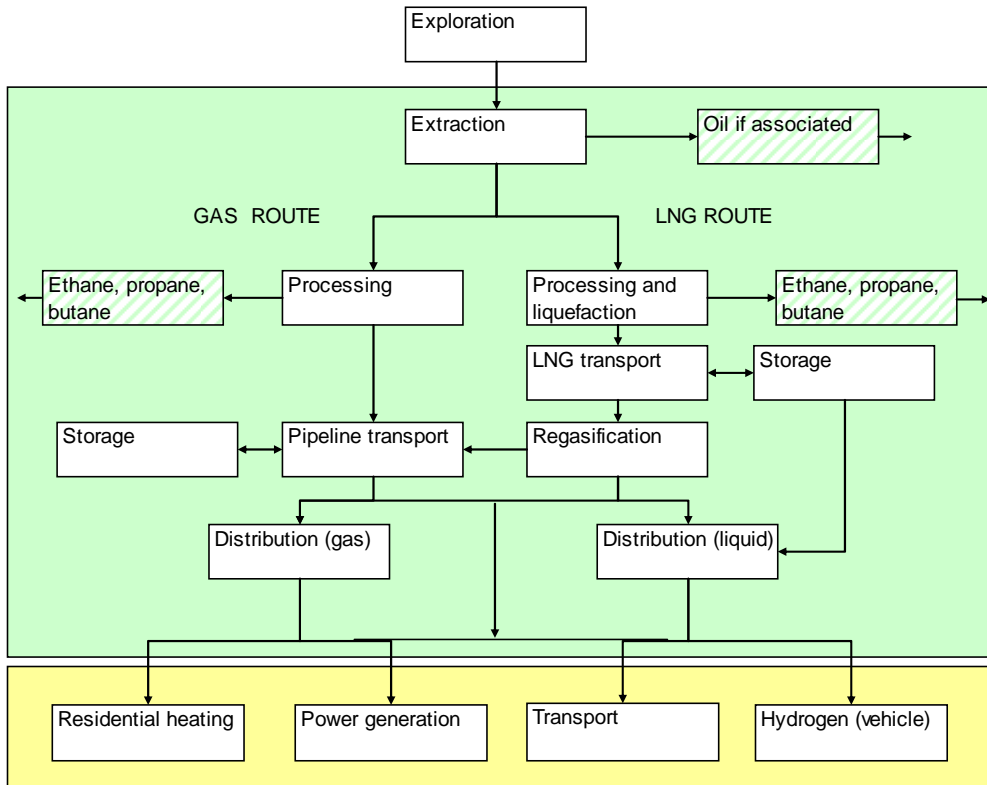 Exploration
Extraction
Oil if associated
GAS ROUTE
LNG ROUTE
Ethane, propane,
butane
Processing
Processing and
liquefaction
Ethane, propane,
butane
LNG transport
Storage
Storage
Pipeline transport
Regasification
Distribution (gas)
Distribution (liquid)
Residential heating
Power generation
Transport
Hydrogen (vehicle)